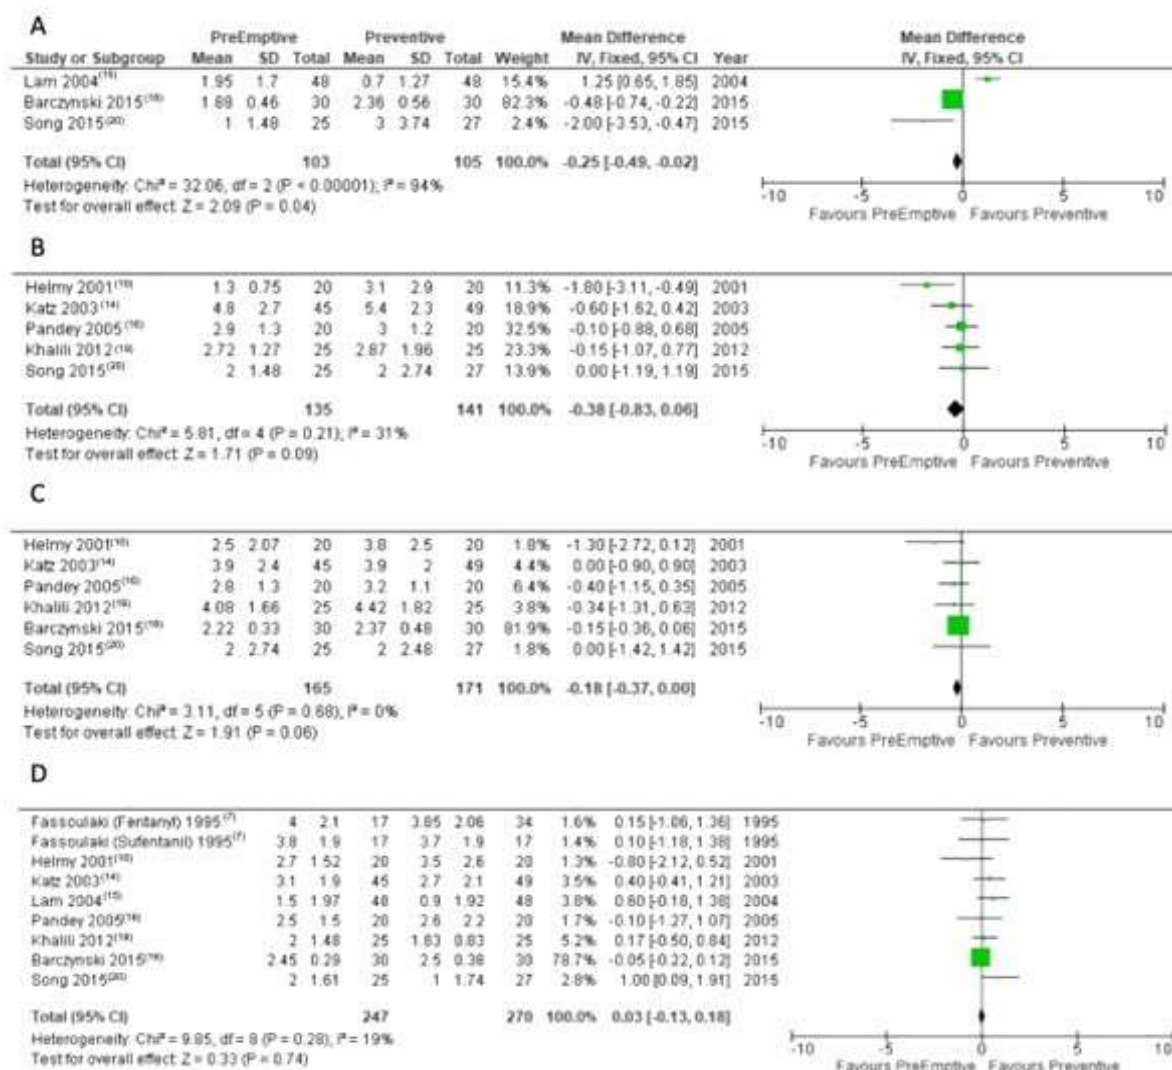 A
PreEmptive Preventive Mean Difference Mean Difference
Study or Subgroup Mean SD Total Mean SD Total Weight IV, Fixed, 95% CI Year IV, Fixed, 95% CI
Lam 2004 1.95 1.7 48 0.7 1.27 48 15.4% 1.25 [0.65, 1.85] 2004
Barczynski 2015 1.88 0.46 30 2.36 0.56 30 82.3% -0.48 [-0.74, -0.22] 2015
Song 2015(20) 1 1.48 25 3 3.74 27 2.4% -2.00 [-3.53, -0.47] 2015
Total (95% CI) 103 105 100.0% -0.25 [-0.49, -0.02]
Heterogeneity: Chi² = 32.06, df = 2 (P < 0.00001); I² = 94%
Test for overall effect: Z = 2.09 (P = 0.04)
-10 -5 0 5 10
Favours PreEmptive Favours Preventive
B
Helmy 2001 1.3 0.75 20 3.1 2.9 20 11.3% -1.80 [-3.11, -0.49] 2001
Katz 2003(14) 4.8 2.7 45 5.4 2.3 49 18.9% -0.60 [-1.62, 0.42] 2003
Pandey 2005(16) 2.9 1.3 20 3 1.2 20 32.5% -0.10 [-0.88, 0.68] 2005
Khalili 2012 2.72 1.27 25 2.87 1.96 25 23.3% -0.15 [-1.07, 0.77] 2012
Song 2015(20) 2 1.48 25 2 2.74 27 13.9% 0.00 [-1.19, 1.19] 2015
Total (95% CI) 135 141 100.0% -0.38 [-0.83, 0.06]
Heterogeneity: Chi² = 5.81, df = 4 (P = 0.21); I² = 31%
Test for overall effect: Z = 1.71 (P = 0.09)
-10 -5 0 5 10
Favours PreEmptive Favours Preventive
C
Helmy 2001 2.5 2.07 20 3.8 2.5 20 1.8% -1.30 [-2.72, 0.12] 2001
Katz 2003(14) 3.9 2.4 45 3.9 2 49 4.4% 0.00 [-0.90, 0.90] 2003
Pandey 2005(16) 2.8 1.3 20 3.2 1.1 20 6.4% -0.40 [-1.15, 0.35] 2005
Khalili 2012 4.08 1.66 25 4.42 1.82 25 3.8% -0.34 [-1.31, 0.63] 2012
Barczynski 2015 2.22 0.33 30 2.37 0.48 30 81.9% -0.15 [-0.36, 0.06] 2015
Song 2015(20) 2 2.74 25 2 2.48 27 1.8% 0.00 [-1.42, 1.42] 2015
Total (95% CI) 165 171 100.0% -0.18 [-0.37, 0.00]
Heterogeneity: Chi² = 3.11, df = 5 (P = 0.68); I² = 0%
Test for overall effect: Z = 1.91 (P = 0.06)
-10 -5 0 5 10
Favours PreEmptive Favours Preventive
D
Fassoulaki (Fentanyl) 1995(7) 4 2.1 17 3.85 2.06 34 1.6% 0.15 [-1.06, 1.36] 1995
Fassoulaki (Sufentanil) 1995(7) 3.8 1.9 17 3.7 1.9 17 1.4% 0.10 [-1.18, 1.38] 1995
Helmy 2001 2.7 1.52 20 3.5 2.6 20 1.3% -0.80 [-2.12, 0.52] 2001
Katz 2003(14) 3.1 1.9 45 2.7 2.1 49 3.5% 0.40 [-0.41, 1.21] 2003
Lam 2004(15) 1.5 1.97 48 0.9 1.92 48 3.8% 0.60 [-0.18, 1.38] 2004
Pandey 2005(16) 2.5 1.5 20 2.6 2.2 20 1.7% -0.10 [-1.27, 1.07] 2005
Khalili 2012 2 1.48 25 1.83 0.83 25 5.2% 0.17 [-0.50, 0.84] 2012
Barczynski 2015 2.45 0.29 30 2.5 0.38 30 78.7% -0.05 [-0.22, 0.12] 2015
Song 2015(20) 2 1.61 25 1 1.74 27 2.8% 1.00 [0.09, 1.91] 2015
Total (95% CI) 247 270 100.0% 0.03 [-0.13, 0.18]
Heterogeneity: Chi² = 9.85, df = 8 (P = 0.28); I² = 19%
Test for overall effect: Z = 0.33 (P = 0.74)
-10 -5 0 5 10
Favours PreEmptive Favours Preventive